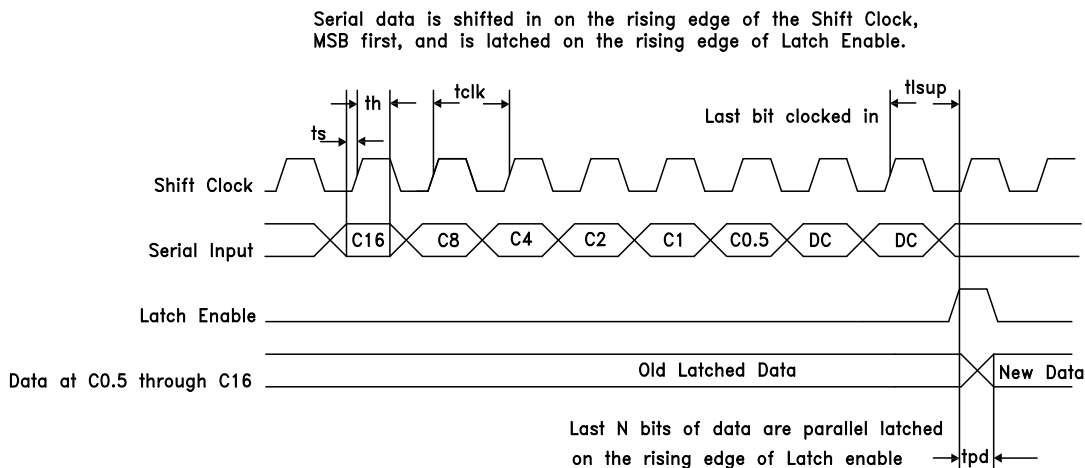 Serial data is shifted in on the rising edge of the Shift Clock,
MSB first, and is latched on the rising edge of Latch Enable.
th
tclk
tlsup
ts
Last bit clocked in
Shift Clock
Serial Input
C16
C8
C4
C2
C1
C0.5
DC
DC
Latch Enable
Data at C0.5 through C16
Old Latched Data
New Data
Last N bits of data are parallel latched
on the rising edge of Latch enable
tpd